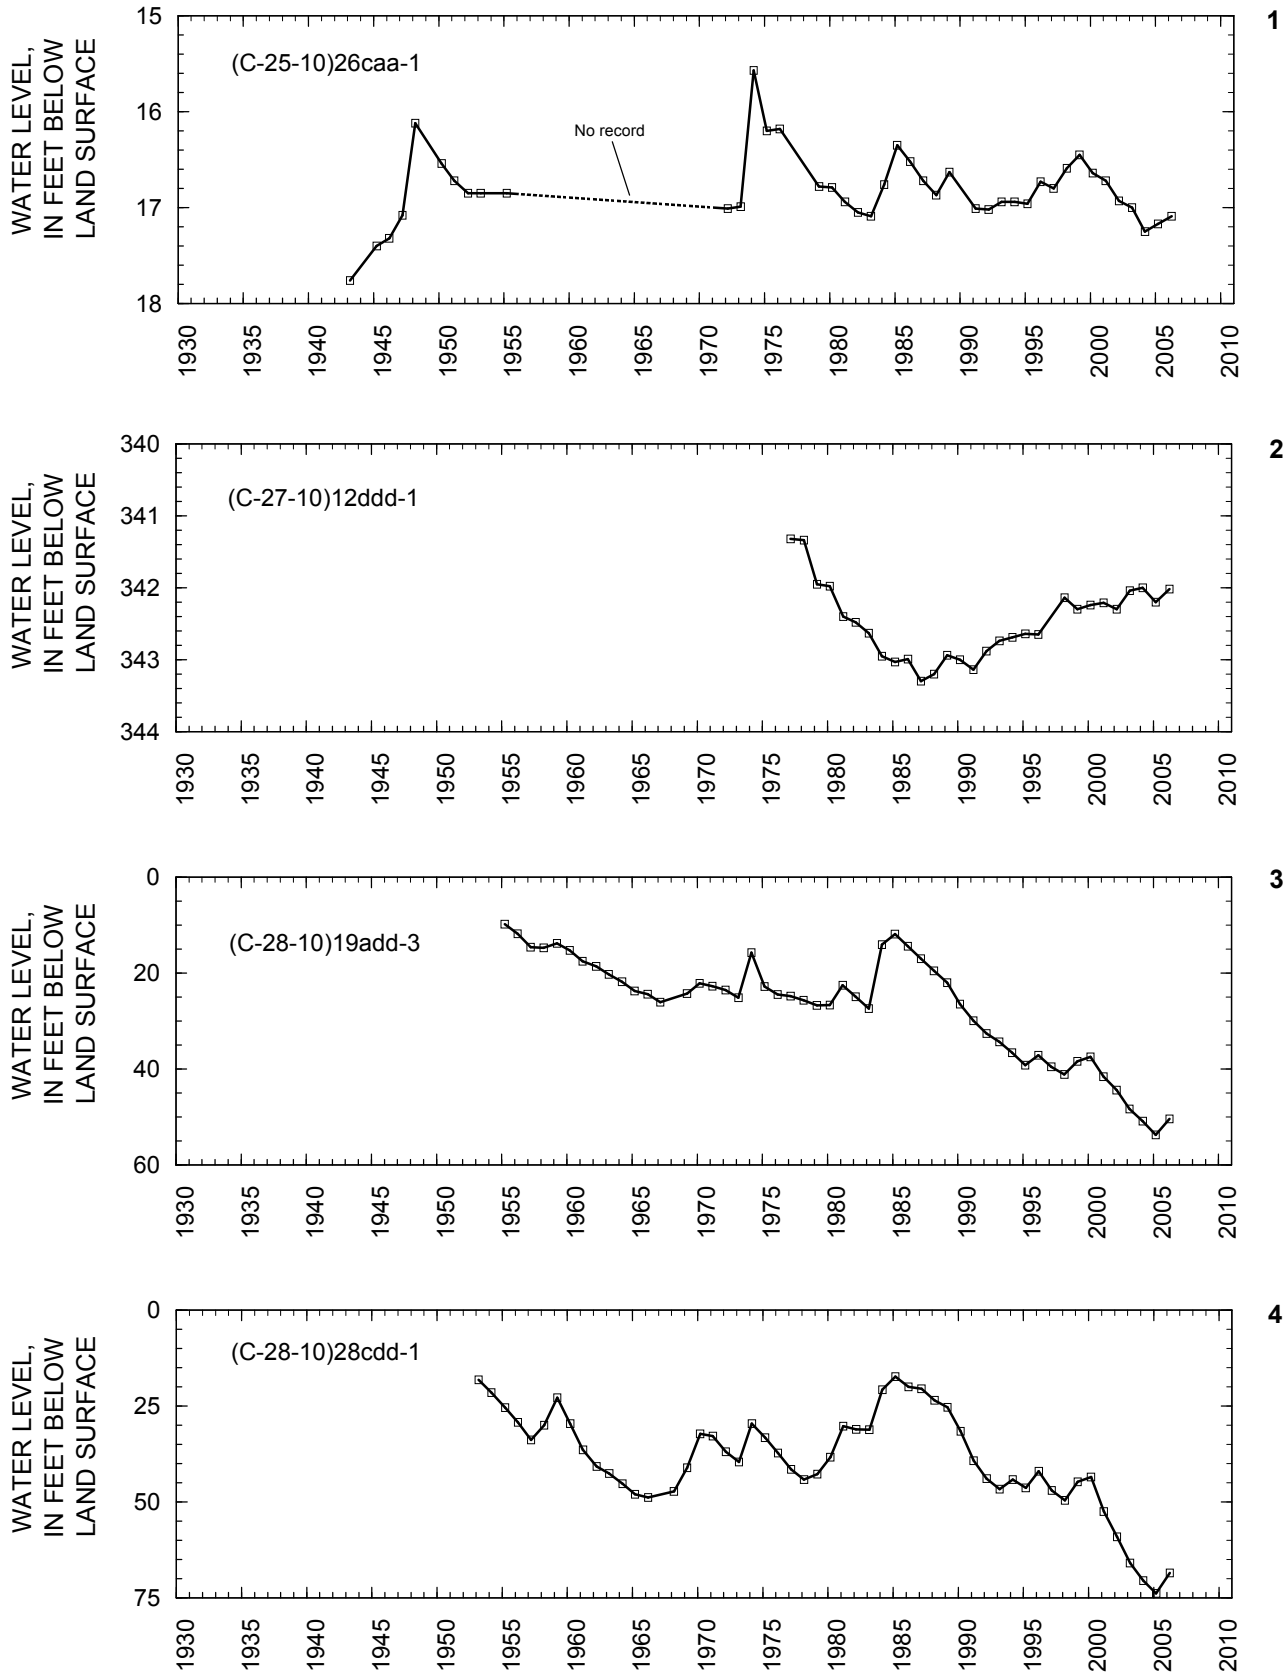 1
WATER LEVEL,
IN FEET BELOW
LAND SURFACE
15
16
17
18
(C-25-10)26caa-1
No record
1930 1935 1940 1945 1950 1955 1960 1965 1970 1975 1980 1985 1990 1995 2000 2005 2010
2
WATER LEVEL,
IN FEET BELOW
LAND SURFACE
340
341
342
343
344
(C-27-10)12ddd-1
1930 1935 1940 1945 1950 1955 1960 1965 1970 1975 1980 1985 1990 1995 2000 2005 2010
3
WATER LEVEL,
IN FEET BELOW
LAND SURFACE
0
20
40
60
(C-28-10)19add-3
1930 1935 1940 1945 1950 1955 1960 1965 1970 1975 1980 1985 1990 1995 2000 2005 2010
4
WATER LEVEL,
IN FEET BELOW
LAND SURFACE
0
25
50
75
(C-28-10)28cdd-1
1930 1935 1940 1945 1950 1955 1960 1965 1970 1975 1980 1985 1990 1995 2000 2005 2010